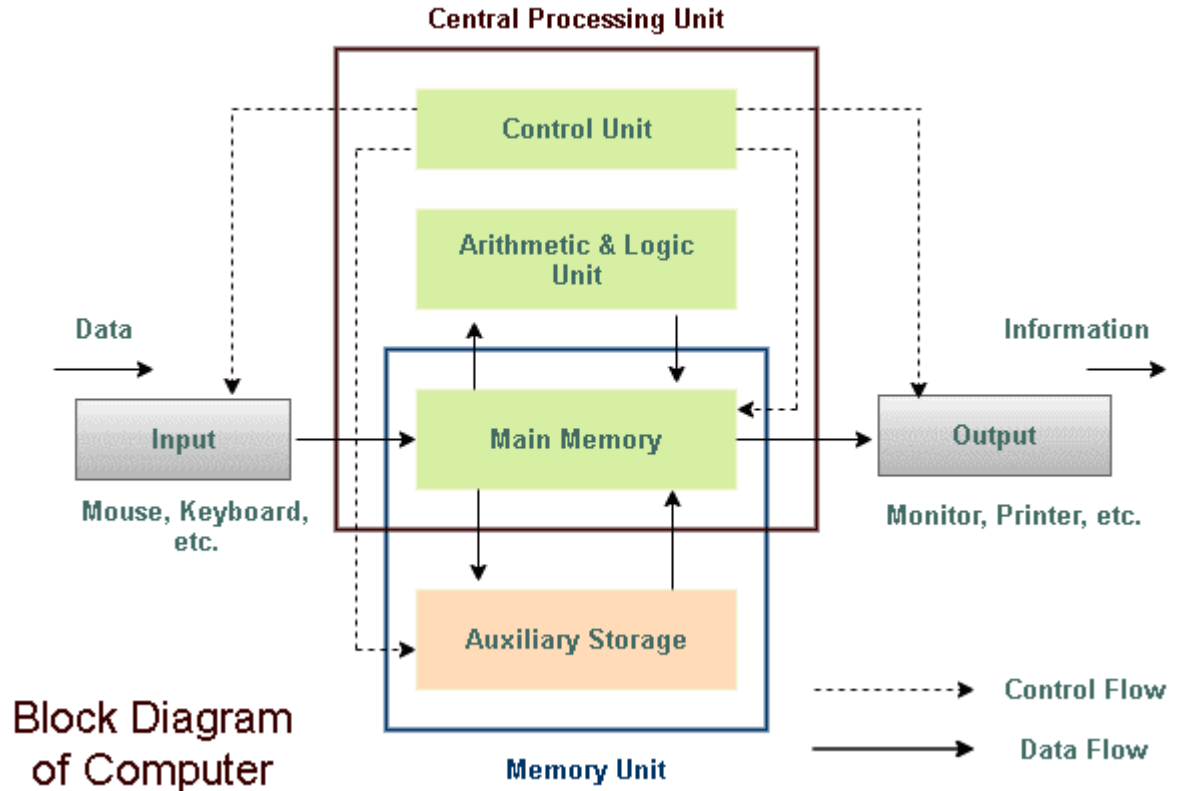 Central Processing Unit
Control Unit
Arithmetic & Logic
Unit
Data
Information
Input
Main Memory
Output
Mouse, Keyboard,
etc.
Monitor, Printer, etc.
Auxiliary Storage
Control Flow
Data Flow
Block Diagram
of Computer
Memory Unit